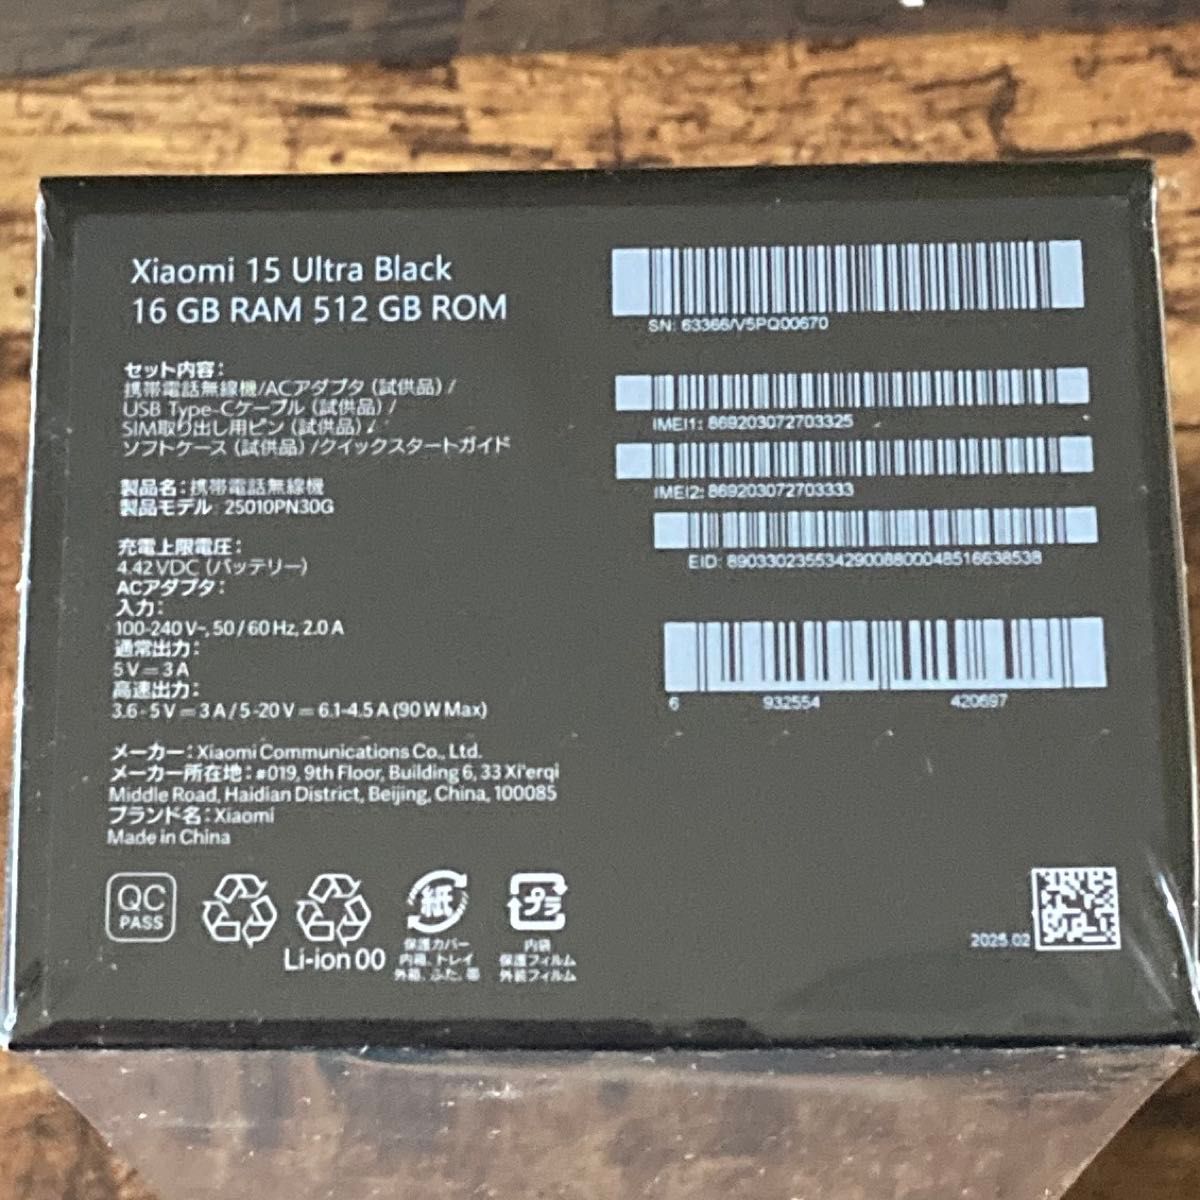 Xiaomi 15 Ultra Black
16 GB RAM 512 GB ROM
セット内容：
携帯電話無線機/ACアダプタ（試供品）/
USB Type-Cケーブル（試供品）/
SIM取り出し用ピン（試供品）/
ソフトケース（試供品）/クイックスタートガイド
製品名：携帯電話無線機
製品モデル 25010PN30G
充電上限電圧：
4.42 VDC（バッテリー）
ACアダプタ：
入力：
100-240 V~, 50 / 60 Hz, 2.0 A
通常出力：
5 V ⎓ 3 A
高速出力：
3.6 - 5 V ⎓ 3 A / 5 -20 V ⎓ 6.1-4.5 A (90 W Max)
メーカー：Xiaomi Communications Co., Ltd.
メーカー所在地：#019, 9th Floor, Building 6, 33 Xi'erqi
Middle Road, Haidian District, Beijing, China, 100085
ブランド名：Xiaomi
Made in China
QC
PASS
Li-ion 00
紙
保護カバー
内箱、トレイ
外箱、ふた、帯
プラ
内袋
保護フィルム
外装フィルム
SN: 63366/V5PQ00670
IMEI1: 869203072703325
IMEI2: 869203072703333
EID: 89033023553429008800048516638538
6 932554 420697
2025.02